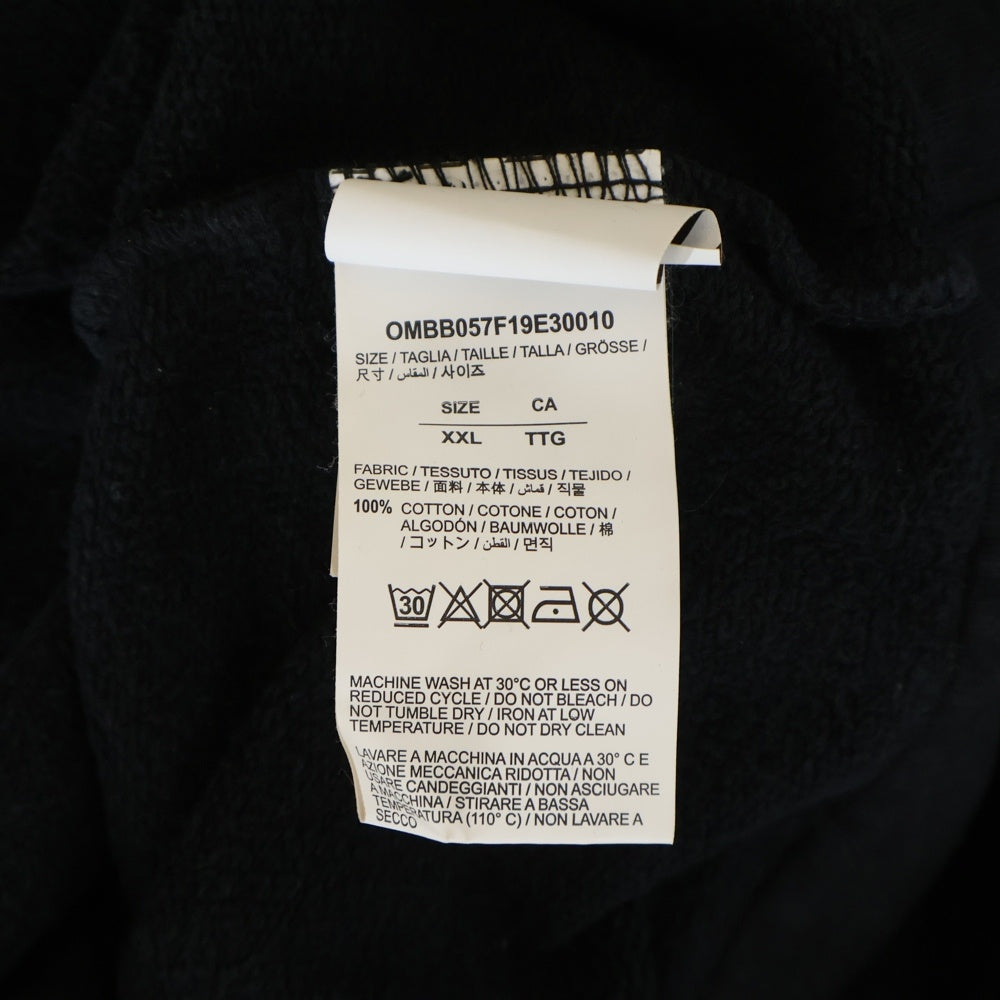 OMBB057F19E30010
SIZE / TAGLIA / TAILLE / TALLA / GRÖSSE /
尺寸 / المقاس / 사이즈
SIZE CA
XXL TTG
FABRIC / TESSUTO / TISSUS / TEJIDO /
GEWEBE / 面料 / 本体 / قماش / 직물
100% COTTON / COTONE / COTON /
ALGODÓN / BAUMWOLLE / 棉
/ コットン / القطن / 면직
30
MACHINE WASH AT 30°C OR LESS ON
REDUCED CYCLE / DO NOT BLEACH / DO
NOT TUMBLE DRY / IRON AT LOW
TEMPERATURE / DO NOT DRY CLEAN
LAVARE A MACCHINA IN ACQUA A 30° C E
AZIONE MECCANICA RIDOTTA / NON
USARE CANDEGGIANTI / NON ASCIUGARE
A MACCHINA / STIRARE A BASSA
TEMPERATURA (110° C) / NON LAVARE A
SECCO